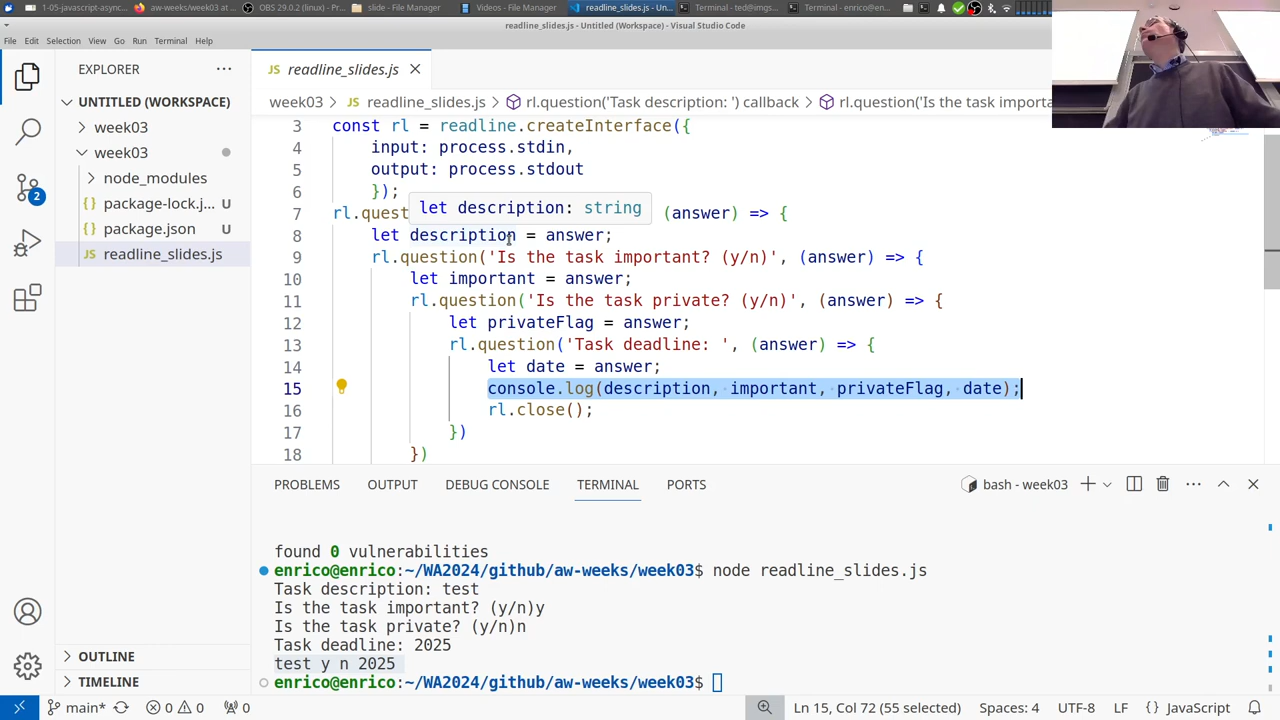 1-05-javascript-async...
aw-weeks/week03 at ...
OBS 29.0.2 (linux) - Pr...
slide - File Manager
Videos - File Manager
readline_slides.js - Un...
Terminal - ted@imgs...
Terminal - enrico@en...
readline_slides.js - Untitled (Workspace) - Visual Studio Code
File Edit Selection View Go Run Terminal Help
EXPLORER
UNTITLED (WORKSPACE)
week03
week03
node_modules
package-lock.j... U
package.json U
JS readline_slides.js
2
JS readline_slides.js
week03 > JS readline_slides.js > rl.question('Task description: ') callback > rl.question('Is the task importa
3 const rl = readline.createInterface({
4 input: process.stdin,
5 output: process.stdout
6 });
let description: string
7 rl.quest (answer) => {
8 let description = answer;
9 rl.question('Is the task important? (y/n)', (answer) => {
10 let important = answer;
11 rl.question('Is the task private? (y/n)', (answer) => {
12 let privateFlag = answer;
13 rl.question('Task deadline: ', (answer) => {
14 let date = answer;
15 console.log(description, important, privateFlag, date);
16 rl.close();
17 })
18 })
PROBLEMS OUTPUT DEBUG CONSOLE TERMINAL PORTS
bash - week03
found 0 vulnerabilities
enrico@enrico:~/WA2024/github/aw-weeks/week03$ node readline_slides.js
Task description: test
Is the task important? (y/n)y
Is the task private? (y/n)n
Task deadline: 2025
test y n 2025
enrico@enrico:~/WA2024/github/aw-weeks/week03$
OUTLINE
TIMELINE
main* 0 0 0 Ln 15, Col 72 (55 selected) Spaces: 4 UTF-8 LF {} JavaScript